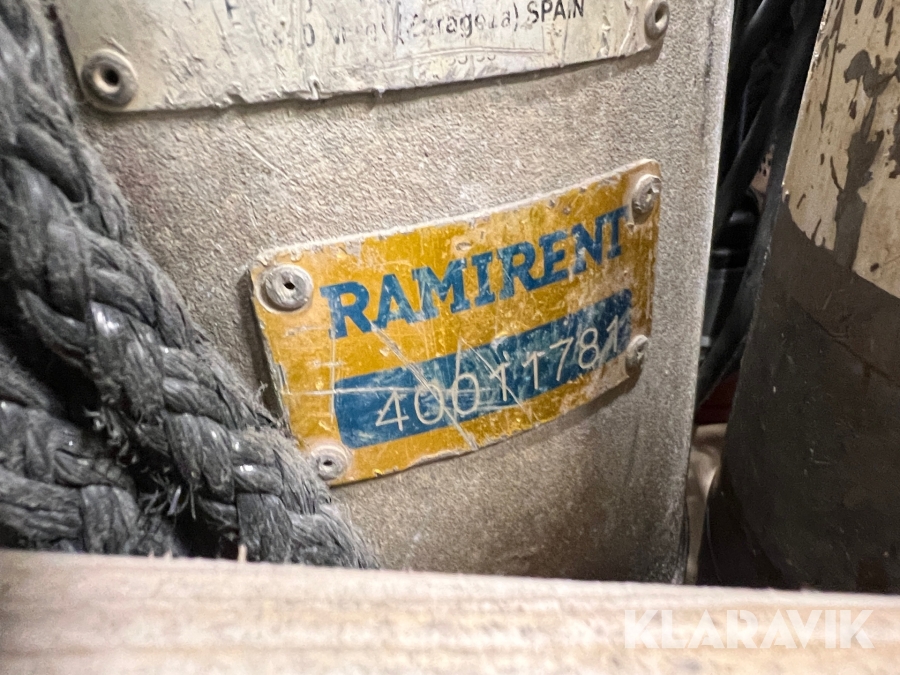 SPAIN
RAMIRENT
40011781
KLARAVIK